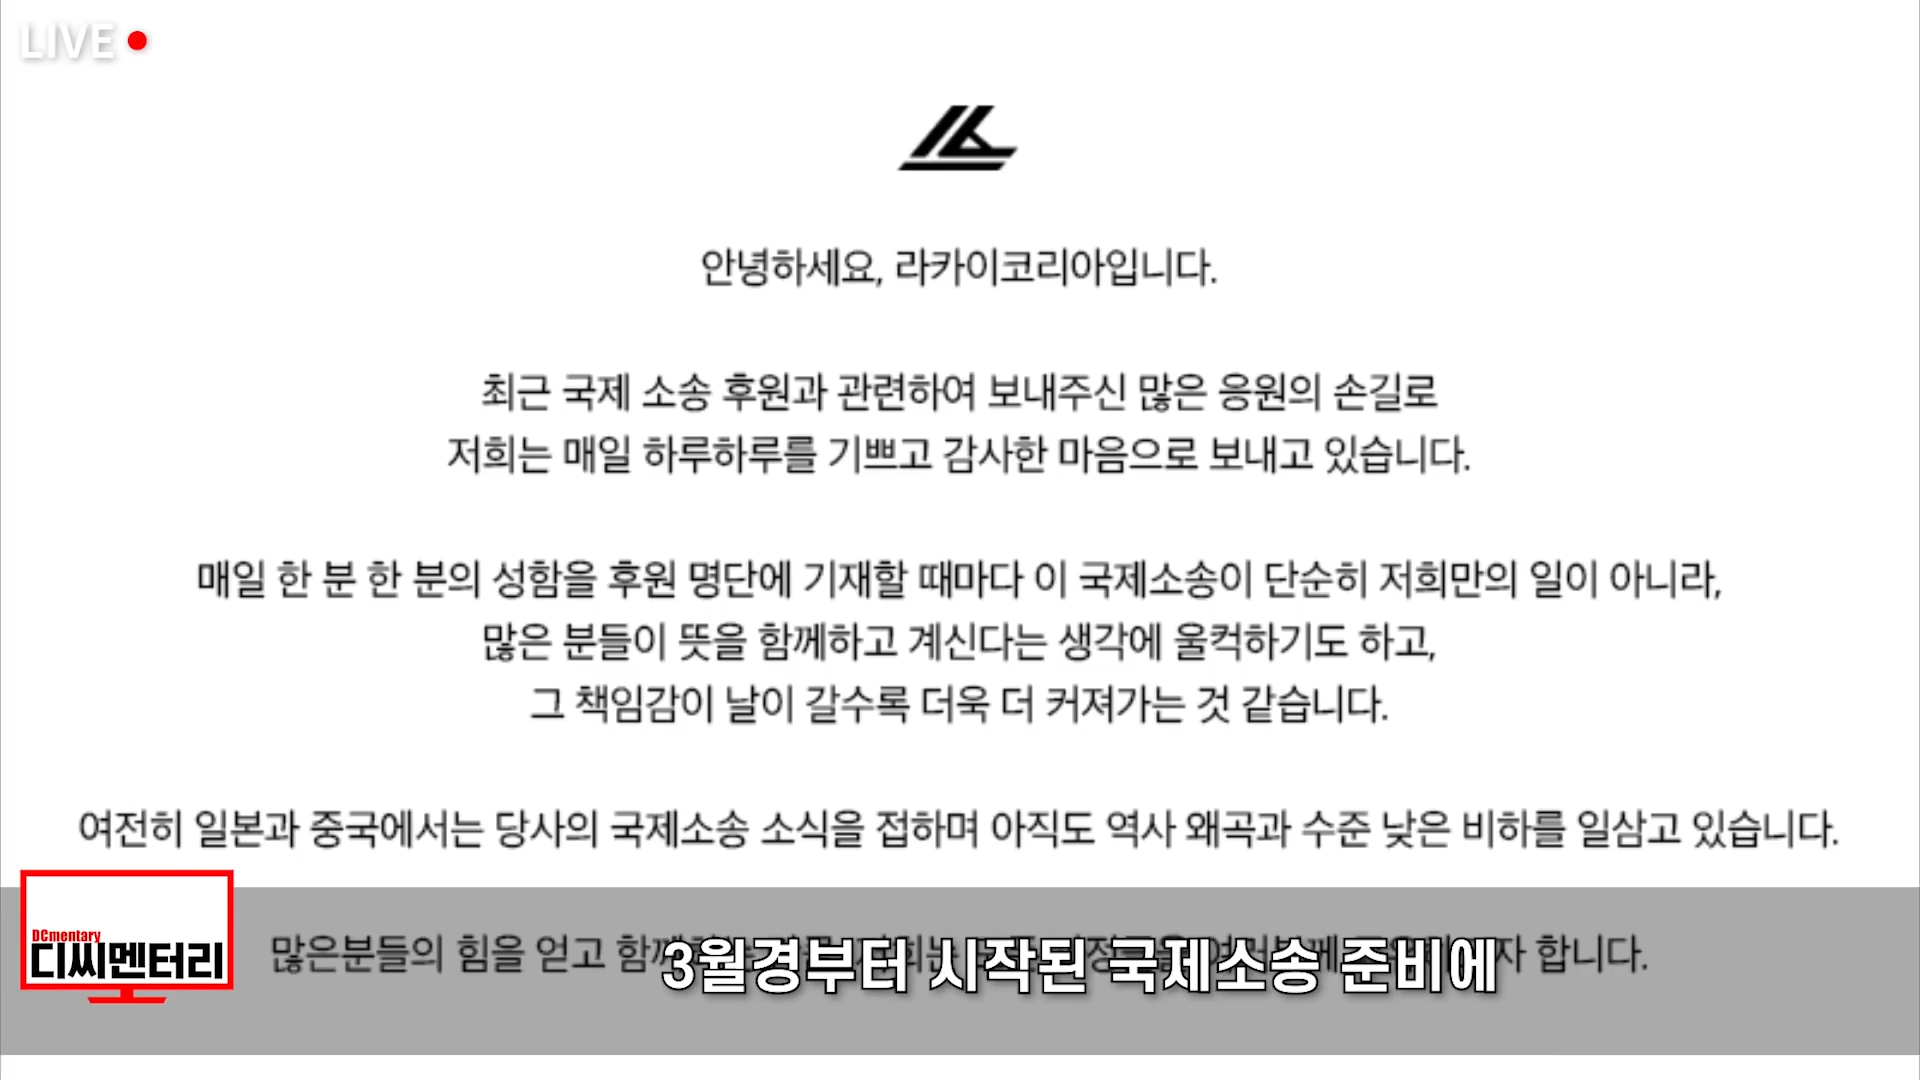 LIVE
안녕하세요, 라카이코리아입니다.
최근 국제 소송 후원과 관련하여 보내주신 많은 응원의 손길로
저희는 매일 하루하루를 기쁘고 감사한 마음으로 보내고 있습니다.
매일 한 분 한 분의 성함을 후원 명단에 기재할 때마다 이 국제소송이 단순히 저희만의 일이 아니라,
많은 분들이 뜻을 함께하고 계신다는 생각에 울컥하기도 하고,
그 책임감이 날이 갈수록 더욱 더 커져가는 것 같습니다.
여전히 일본과 중국에서는 당사의 국제소송 소식을 접하며 아직도 역사 왜곡과 수준 낮은 비하를 일삼고 있습니다.
많은분들의 힘을 얻고 합니다.
3월경부터 시작된 국제소송 준비에
DCmentary
디씨멘터리